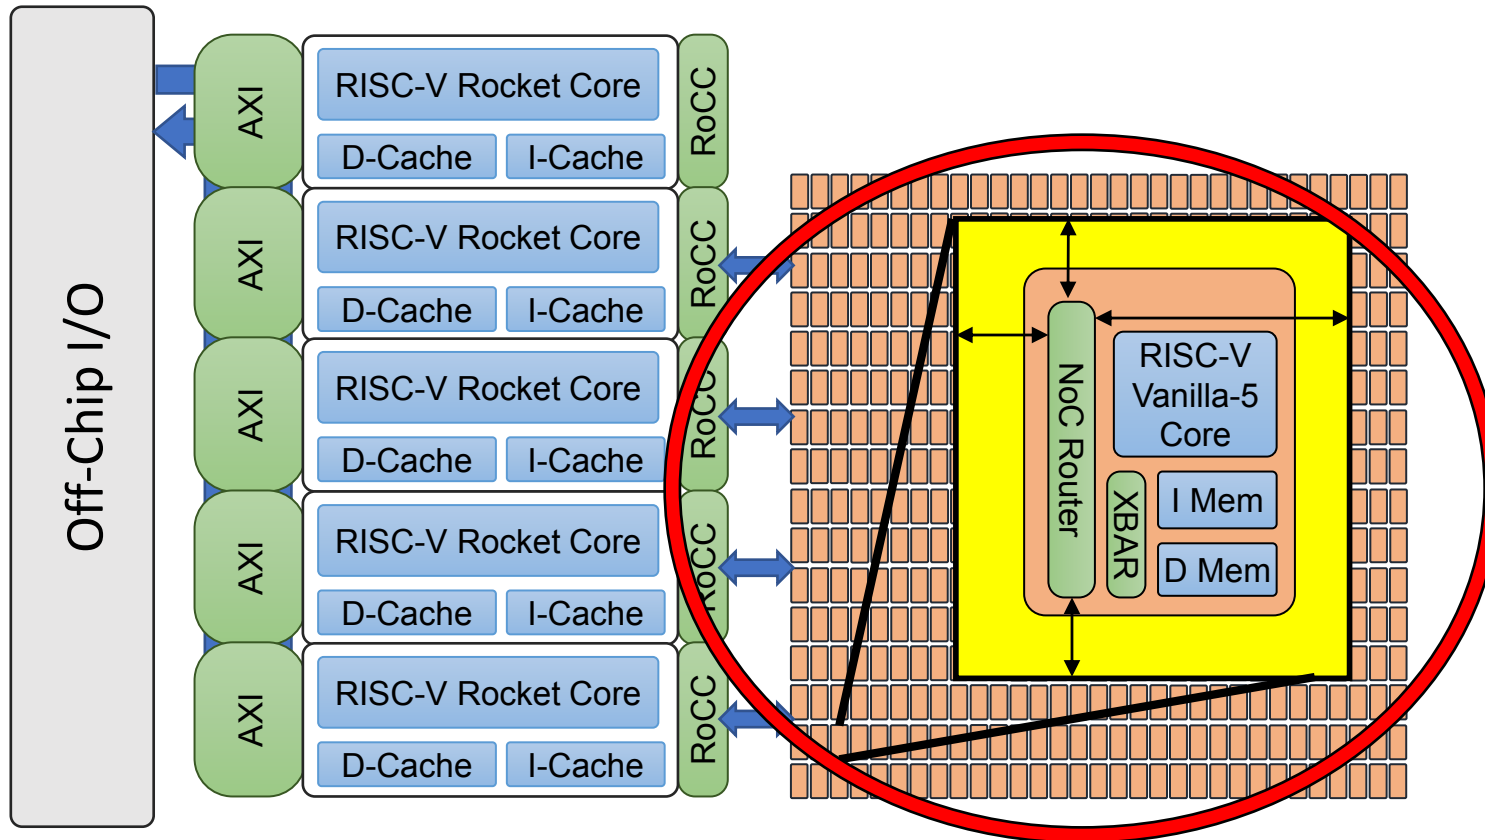 Off-Chip I/O
AXI
RISC-V Rocket Core
D-Cache
I-Cache
RoCC
AXI
RISC-V Rocket Core
D-Cache
I-Cache
RoCC
AXI
RISC-V Rocket Core
D-Cache
I-Cache
RoCC
AXI
RISC-V Rocket Core
D-Cache
I-Cache
RoCC
AXI
RISC-V Rocket Core
D-Cache
I-Cache
RoCC
NoC Router
RISC-V
Vanilla-5
Core
XBAR
I Mem
D Mem